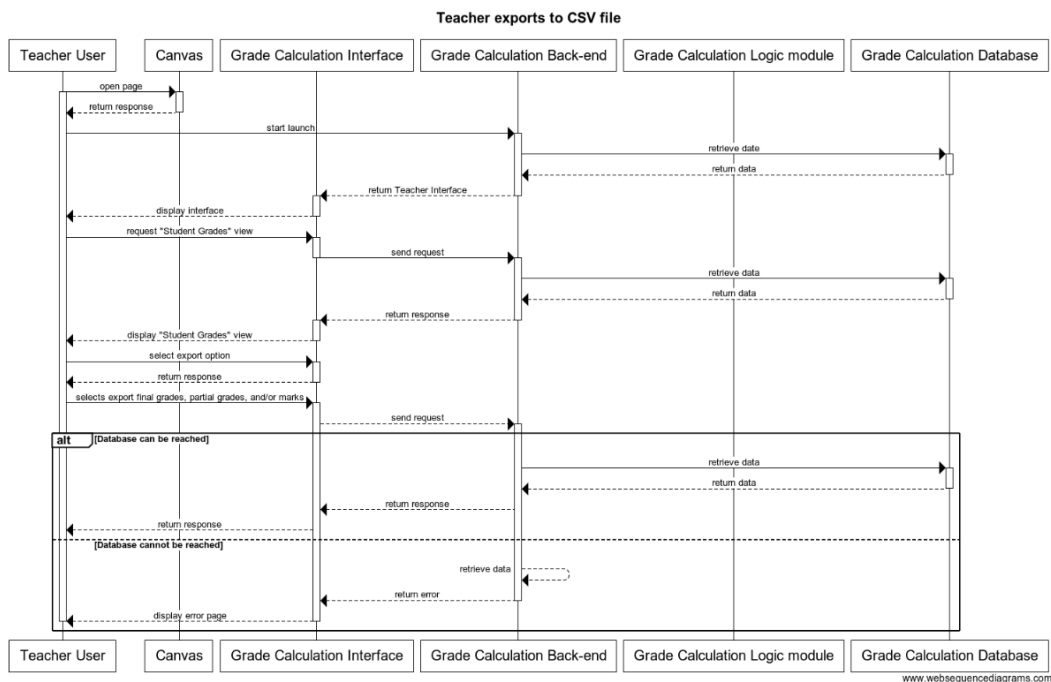 Teacher exports to CSV file
Teacher User
Canvas
Grade Calculation Interface
Grade Calculation Back-end
Grade Calculation Logic module
Grade Calculation Database
open page
return response
start launch
retrieve date
return data
return Teacher Interface
display interface
request "Student Grades" view
send request
retrieve data
return data
return response
display "Student Grades" view
select export option
return response
selects export final grades, partial grades, and/or marks
send request
alt
[Database can be reached]
retrieve data
return data
return response
return response
[Database cannot be reached]
retrieve data
return error
display error page
Teacher User
Canvas
Grade Calculation Interface
Grade Calculation Back-end
Grade Calculation Logic module
Grade Calculation Database
www.websequencediagrams.com